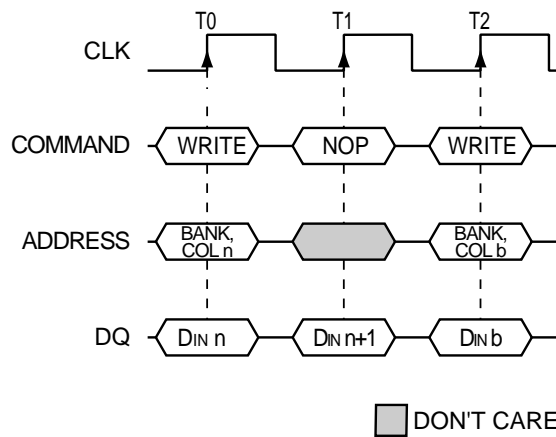 T0 T1 T2
CLK
COMMAND WRITE NOP WRITE
ADDRESS BANK, COL n BANK, COL b
DQ DIN n DIN n+1 DIN b
DON'T CARE